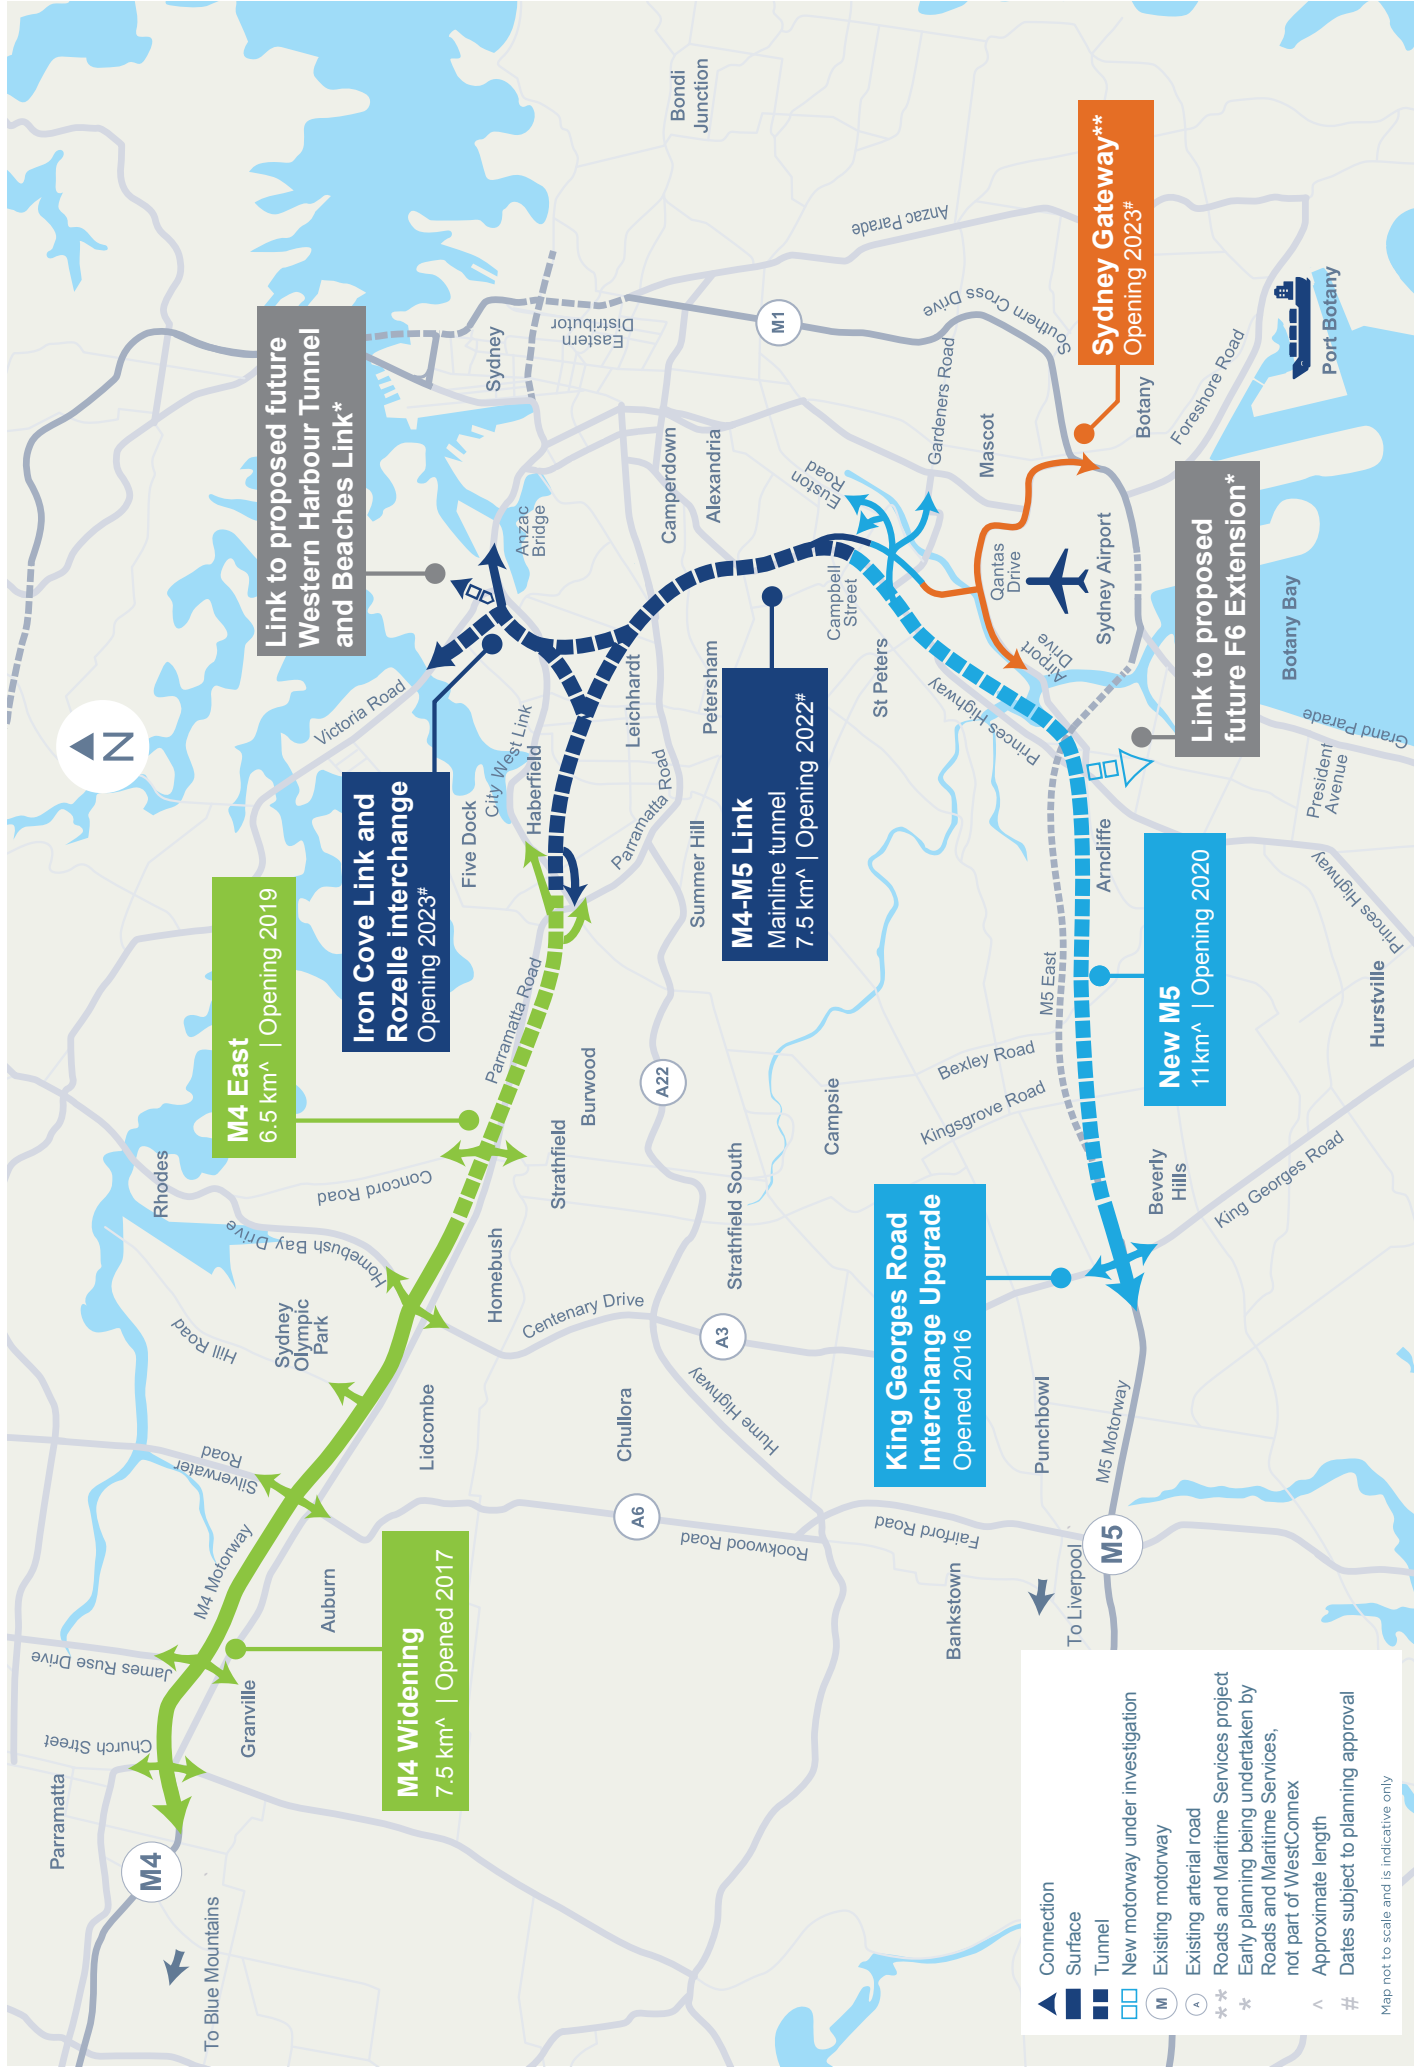 Parramatta
M4
To Blue Mountains
Church Street
James Ruse Drive
Granville
M4 Motorway
Auburn
M4 Widening
7.5 km^ | Opened 2017
Silverwater
Road
Hill Road
Sydney
Olympic
Park
Lidcombe
Homebush Bay Drive
Rhodes
Concord Road
Homebush
Strathfield
Burwood
Centenary Drive
Strathfield South
Chullora
A3
A6
A22
Hume Highway
Rookwood Road
Fairford Road
Bankstown
Punchbowl
To Liverpool
M5
M5 Motorway
M4 East
6.5 km^ | Opening 2019
Parramatta Road
Iron Cove Link and
Rozelle interchange
Opening 2023#
Five Dock
City West Link
Haberfield
Victoria Road
N
Link to proposed future
Western Harbour Tunnel
and Beaches Link*
Anzac
Bridge
Sydney
Eastern
Distributor
Bondi
Junction
M1
Anzac Parade
Southern Cross Drive
Leichhardt
Parramatta Road
Petersham
Summer Hill
Camperdown
Alexandria
M4-M5 Link
Mainline tunnel
7.5 km^ | Opening 2022#
Campbell
Street
St Peters
Euston
Road
Gardeners Road
Mascot
Qantas
Drive
Sydney Airport
Airport
Drive
Sydney Gateway**
Opening 2023#
Botany
Foreshore Road
Port Botany
Botany Bay
Link to proposed
future F6 Extension*
Grand Parade
President
Avenue
Princes Highway
Princes Highway
Arncliffe
Hurstville
M5 East
Bexley Road
Kingsgrove Road
Campsie
New M5
11km^ | Opening 2020
King Georges Road
Interchange Upgrade
Opened 2016
Beverly
Hills
King Georges Road
Connection
Surface
Tunnel
New motorway under investigation
M Existing motorway
A Existing arterial road
** Roads and Maritime Services project
* Early planning being undertaken by
Roads and Maritime Services,
not part of WestConnex
^ Approximate length
# Dates subject to planning approval
Map not to scale and is indicative only